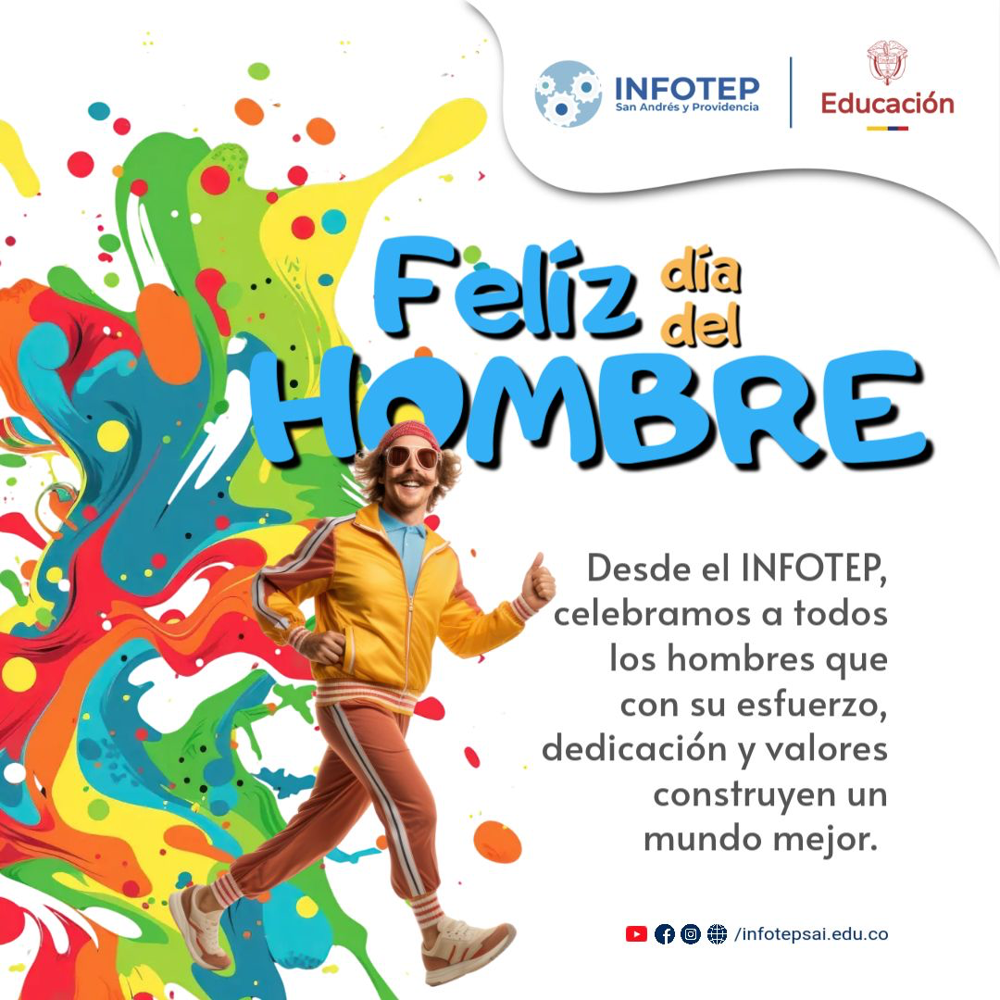 INFOTEP
San Andrés y Providencia
Educación
Felíz día
del
HOMBRE
Desde el INFOTEP,
celebramos a todos
los hombres que
con su esfuerzo,
dedicación y valores
construyen un
mundo mejor.
/infotepsai.edu.co